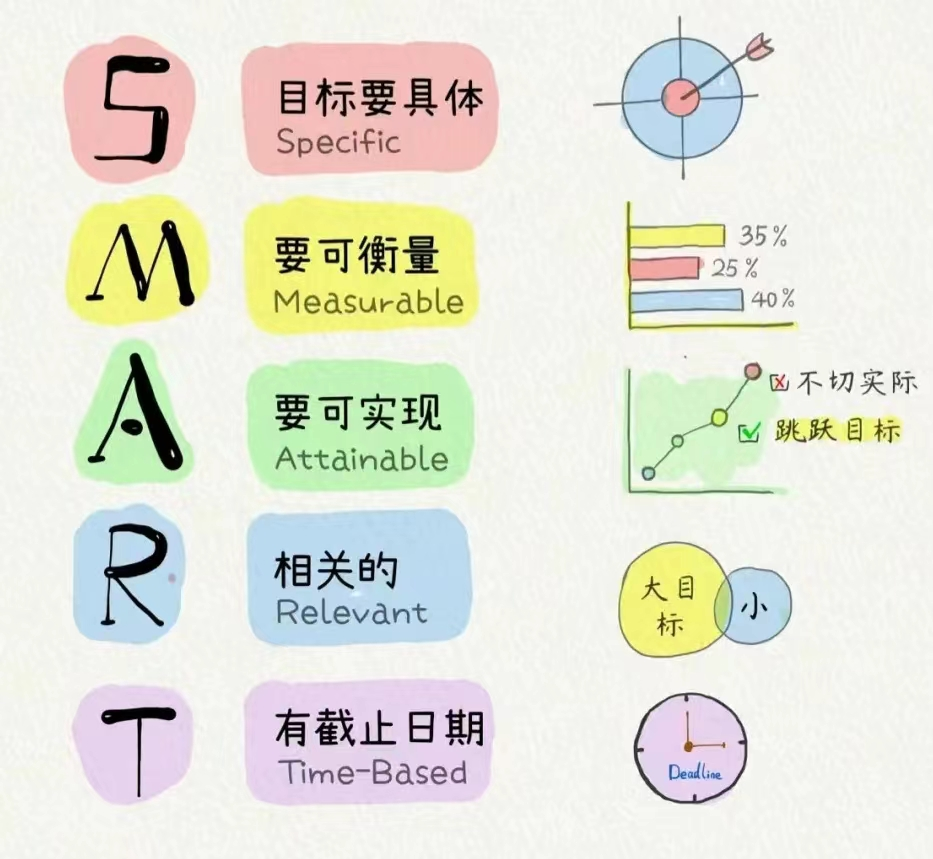 S
目标要具体
Specific
M
要可衡量
Measurable
35%
25%
40%
A
要可实现
Attainable
不切实际
跳跃目标
R
相关的
Relevant
大目
标
小
T
有截止日期
Time-Based
Deadline